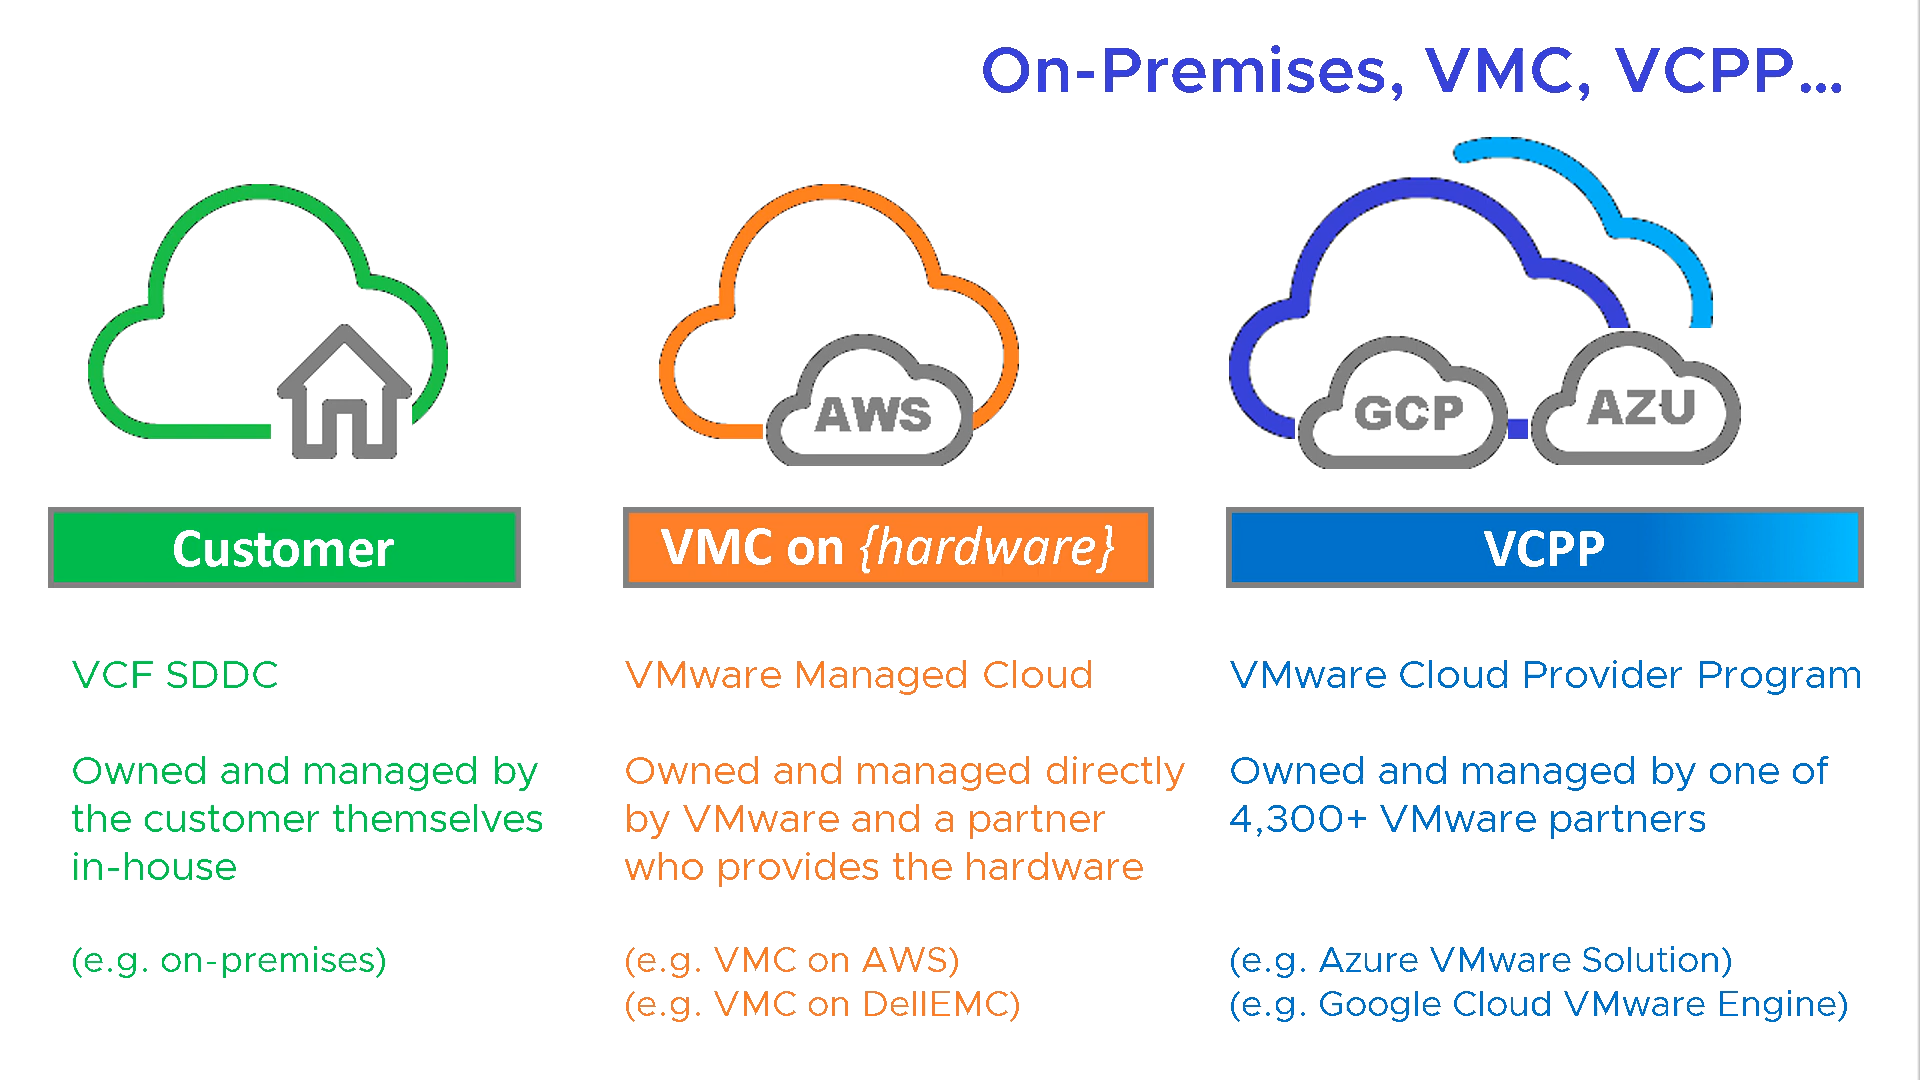 On-Premises, VMC, VCPP...
AWS
GCP
AZU
Customer
VMC on {hardware}
VCPP
VCF SDDC
Owned and managed by
the customer themselves
in-house
(e.g. on-premises)
VMware Managed Cloud
Owned and managed directly
by VMware and a partner
who provides the hardware
(e.g. VMC on AWS)
(e.g. VMC on DellEMC)
VMware Cloud Provider Program
Owned and managed by one of
4,300+ VMware partners
(e.g. Azure VMware Solution)
(e.g. Google Cloud VMware Engine)